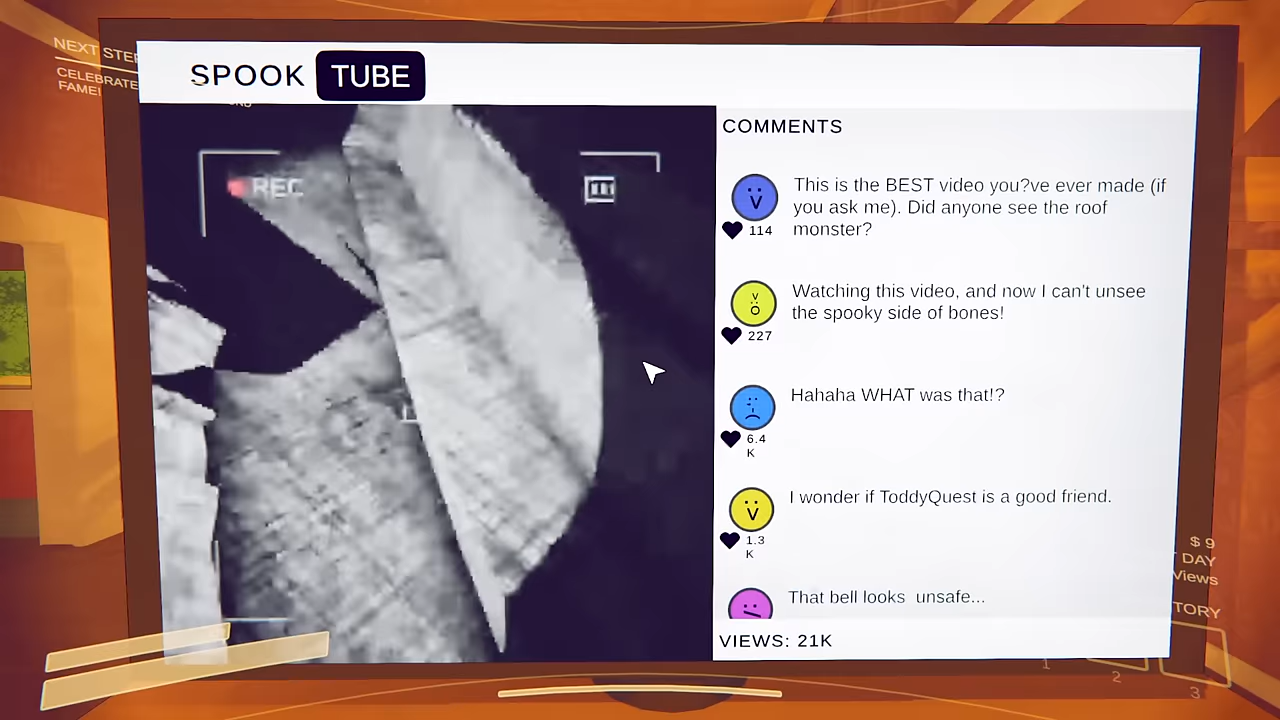 NEXT STEP
CELEBRATE
FAME!
SPOOK TUBE
REC
COMMENTS
This is the BEST video you?ve ever made (if
you ask me). Did anyone see the roof
monster?
114
Watching this video, and now I can't unsee
the spooky side of bones!
227
Hahaha WHAT was that!?
6.4
K
I wonder if ToddyQuest is a good friend.
1.3
K
That bell looks unsafe...
VIEWS: 21K
$ 9
DAY
Views
TORY
1
2
3